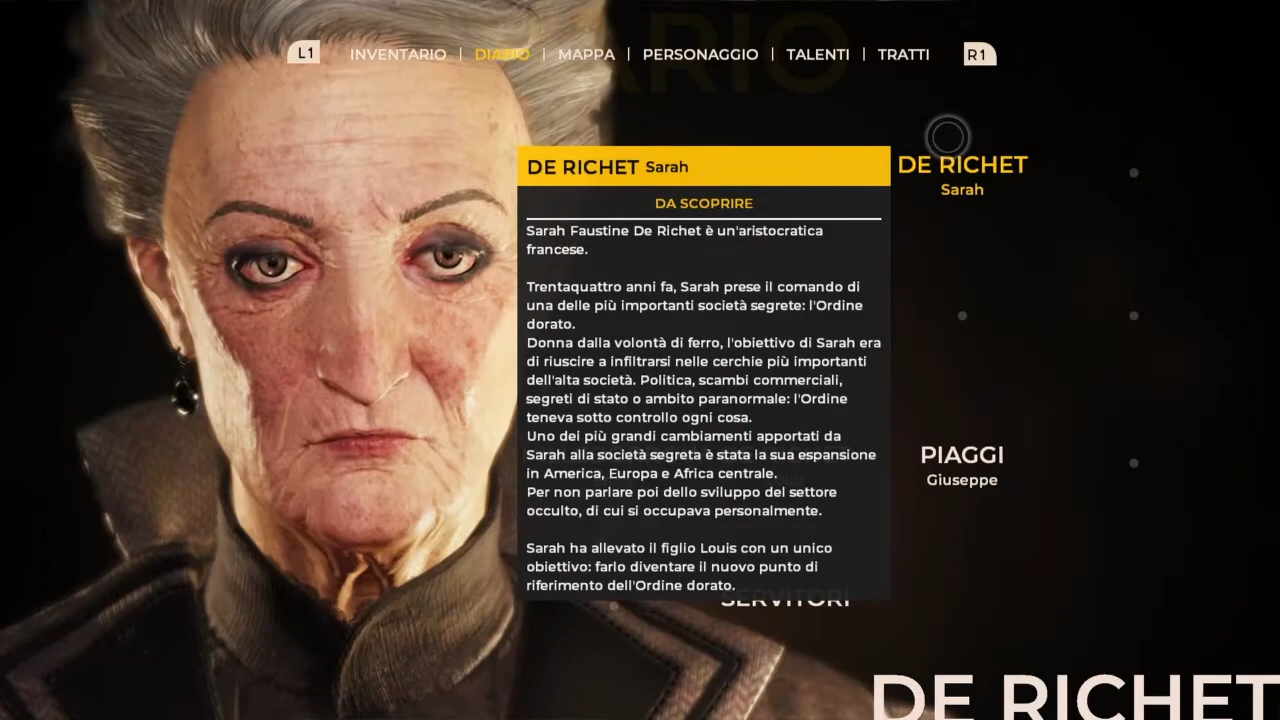 L1 INVENTARIO | DIARIO | MAPPA | PERSONAGGIO | TALENTI | TRATTI R1
DE RICHET Sarah
DA SCOPRIRE
Sarah Faustine De Richet è un'aristocratica
francese.
Trentaquattro anni fa, Sarah prese il comando di
una delle più importanti società segrete: l'Ordine
dorato.
Donna dalla volontà di ferro, l'obiettivo di Sarah era
di riuscire a infiltrarsi nelle cerchie più importanti
dell'alta società. Politica, scambi commerciali,
segreti di stato o ambito paranormale: l'Ordine
teneva sotto controllo ogni cosa.
Uno dei più grandi cambiamenti apportati da
Sarah alla società segreta è stata la sua espansione
in America, Europa e Africa centrale.
Per non parlare poi dello sviluppo del settore
occulto, di cui si occupava personalmente.
Sarah ha allevato il figlio Louis con un unico
obiettivo: farlo diventare il nuovo punto di
riferimento dell'Ordine dorato.
DE RICHET
Sarah
PIAGGI
Giuseppe
SERVITORI
DE RICHET